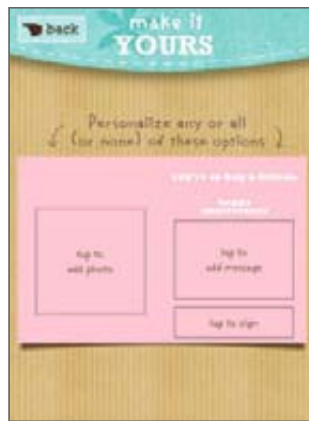 back
make it
YOURS
Personalize any or all
(or none) of these options
tap to
add photo
tap to
add message
tap to sign